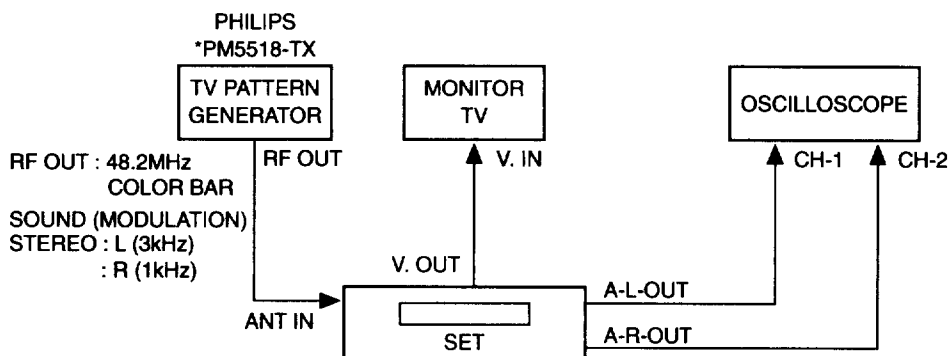 PHILIPS
*PM5518-TX
TV PATTERN
GENERATOR
MONITOR
TV
OSCILLOSCOPE
RF OUT : 48.2MHz
COLOR BAR
SOUND (MODULATION)
STEREO : L (3kHz)
: R (1kHz)
RF OUT
V. IN
CH-1
CH-2
V. OUT
ANT IN
SET
A-L-OUT
A-R-OUT